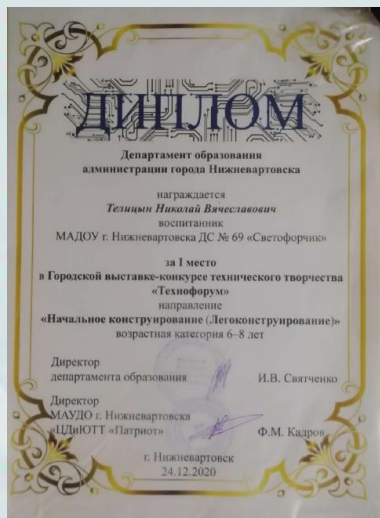 ДИПЛОМ
Департамент образования
администрации города Нижневартовска
награждается
Телицын Николай Вячеславович
воспитанник
МАДОУ г. Нижневартовска ДС № 69 «Светофорчик»
за I место
в Городской выставке-конкурсе технического творчества
«Технофорум»
направление
«Начальное конструирование (Легоконструирование)»
возрастная категория 6–8 лет
Директор
департамента образования И.В. Святченко
Директор
МАУДО г. Нижневартовска
«ЦДиЮТТ «Патриот» Ф.М. Кадров
г. Нижневартовск
24.12.2020